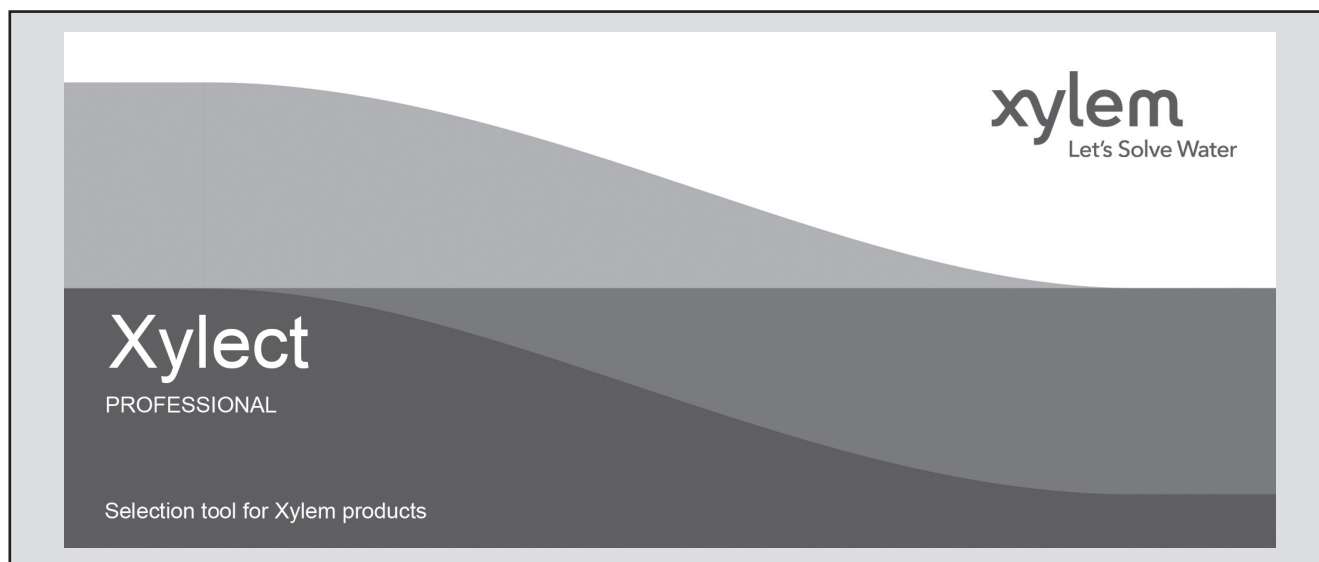 xylem
Let's Solve Water
Xylect
PROFESSIONAL
Selection tool for Xylem products